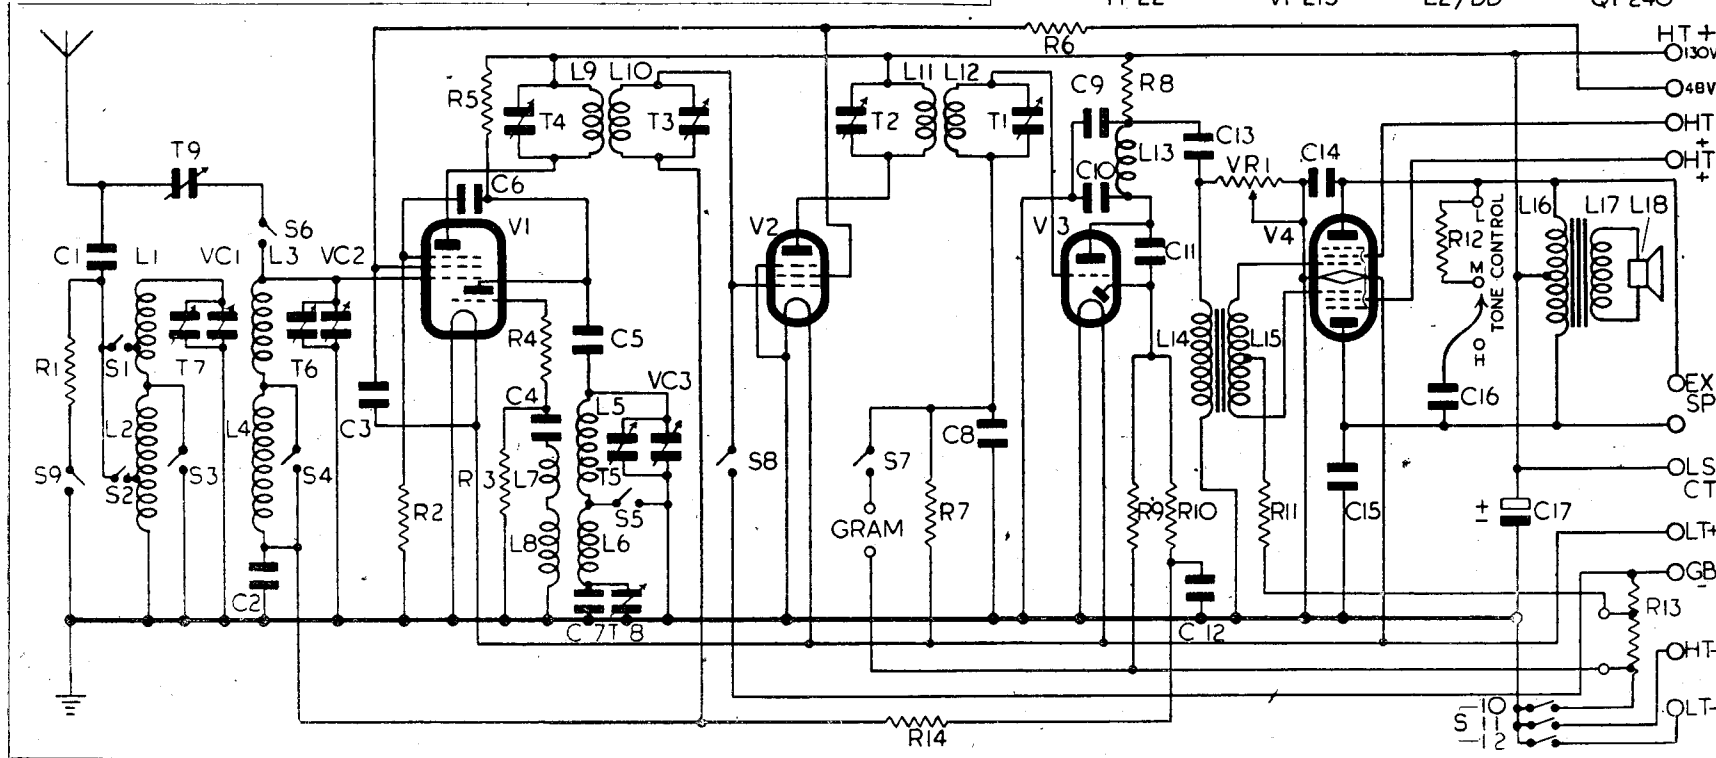 HT+
130V
R6
48V
L9 L10 L11 L12
C9 R8
R5
T4 T3 T2 T1
HT
+
C13
T9
L13
VR1 C14
HT
+
C6
C10
L16 L17 L18
S6
V1 V2 V3
V4
L
R12
M
H
TONE CONTROL
C1 L1 VC1 L3 VC2
C11
R4
C5
R1 S1 T7 T6
L14 L15
VC3
C16
EX
SP
C4 L5
L2 L4 C3
C8
S9 S2 S3 S4
R2 R3 L7 T5
S8 S7
LS
CT
S5
GRAM
R7 R9 R10 R11 C15
+
-
C17
L8 L6
LT+
C2
GB
-
R13
C7 T8
C12
HT-
S
10
11
12
LT-
R14